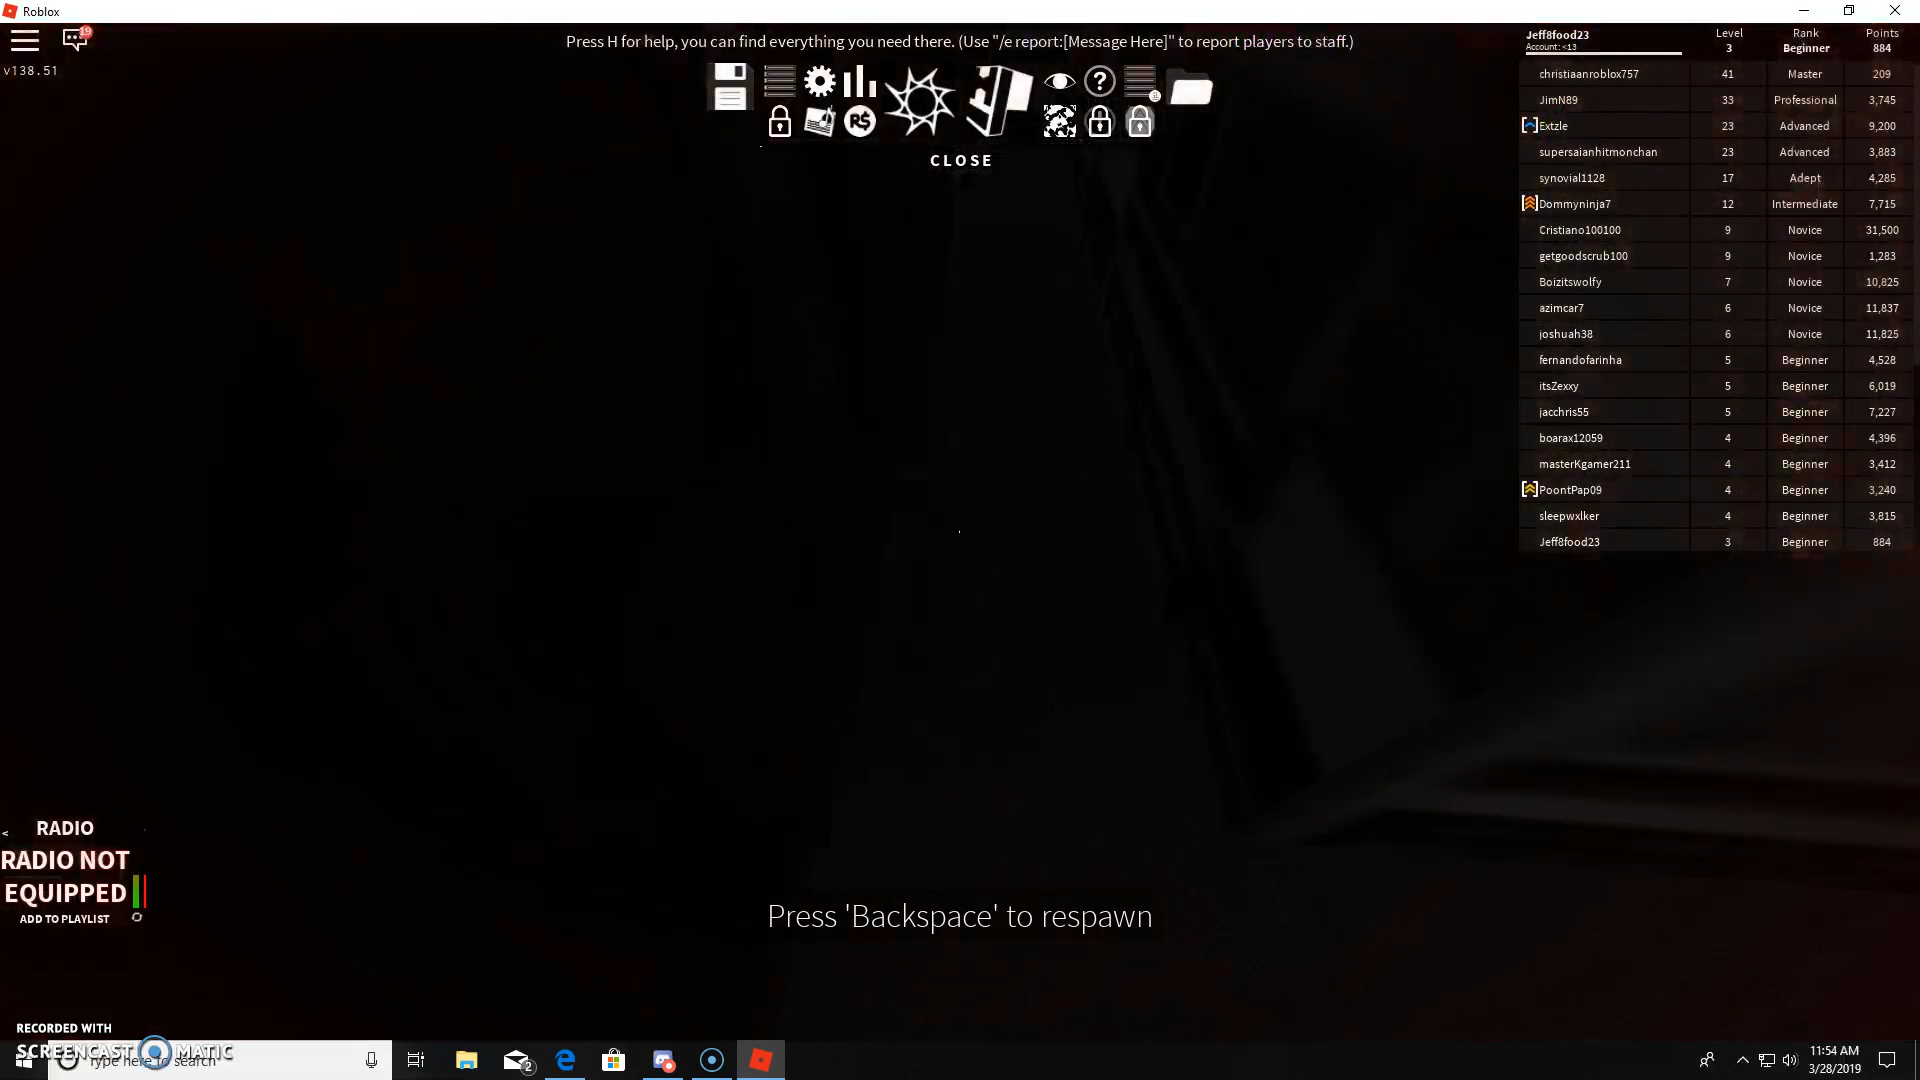 Roblox
19
v138.51
Press H for help, you can find everything you need there. (Use "/e report:[Message Here]" to report players to staff.)
R$
?
CLOSE
Jeff8food23 Level Rank Points
Account: <13 3 Beginner 884
christiaanroblox757 41 Master 209
JimN89 33 Professional 3,745
Extzle 23 Advanced 9,200
supersaianhitmonchan 23 Advanced 3,883
synovial1128 17 Adept 4,285
Dommyninja7 12 Intermediate 7,715
Cristiano100100 9 Novice 31,500
getgoodscrub100 9 Novice 1,283
Boizitswolfy 7 Novice 10,825
azimcar7 6 Novice 11,837
joshuah38 6 Novice 11,825
fernandofarinha 5 Beginner 4,528
itsZexxy 5 Beginner 6,019
jacchris55 5 Beginner 7,227
boarax12059 4 Beginner 4,396
masterKgamer211 4 Beginner 3,412
PoontPap09 4 Beginner 3,240
sleepwxlker 4 Beginner 3,815
Jeff8food23 3 Beginner 884
< RADIO
RADIO NOT
EQUIPPED
ADD TO PLAYLIST
Press 'Backspace' to respawn
RECORDED WITH
SCREENCAST MATIC
Type here to search
2
11:54 AM
3/28/2019